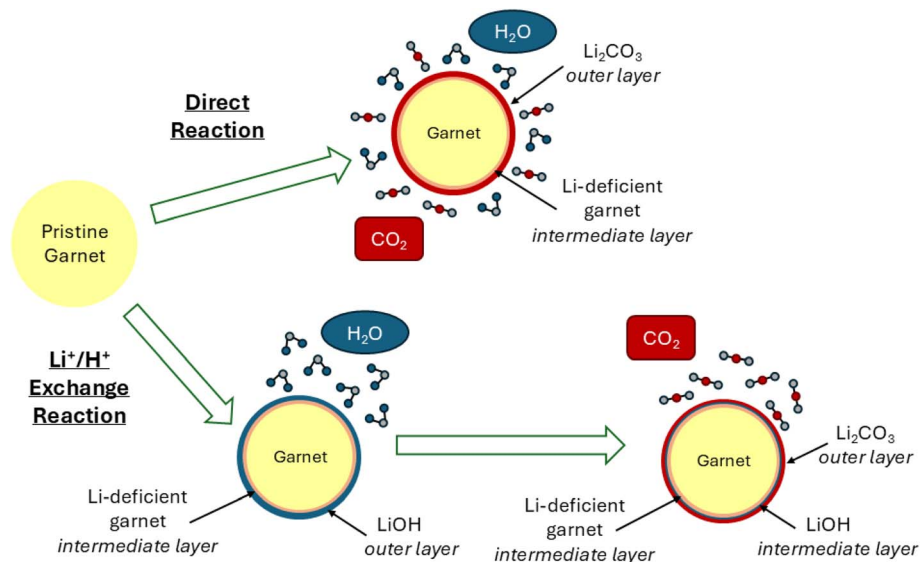 H₂O
Li₂CO₃
outer layer
Direct
Reaction
Garnet
Li-deficient
garnet
intermediate layer
CO₂
Pristine
Garnet
Li⁺/H⁺
Exchange
Reaction
H₂O
Garnet
Li-deficient
garnet
intermediate layer
LiOH
outer layer
CO₂
Garnet
Li₂CO₃
outer layer
Li-deficient
garnet
intermediate layer
LiOH
intermediate layer